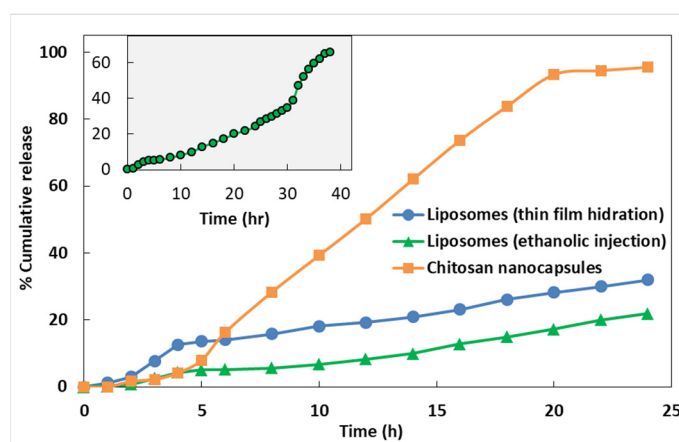 100
80
60
40
20
0
% Cumulative release
60
40
20
0
0 10 20 30 40
Time (hr)
Liposomes (thin film hidration)
Liposomes (ethanolic injection)
Chitosan nanocapsules
0 5 10 15 20 25
Time (h)